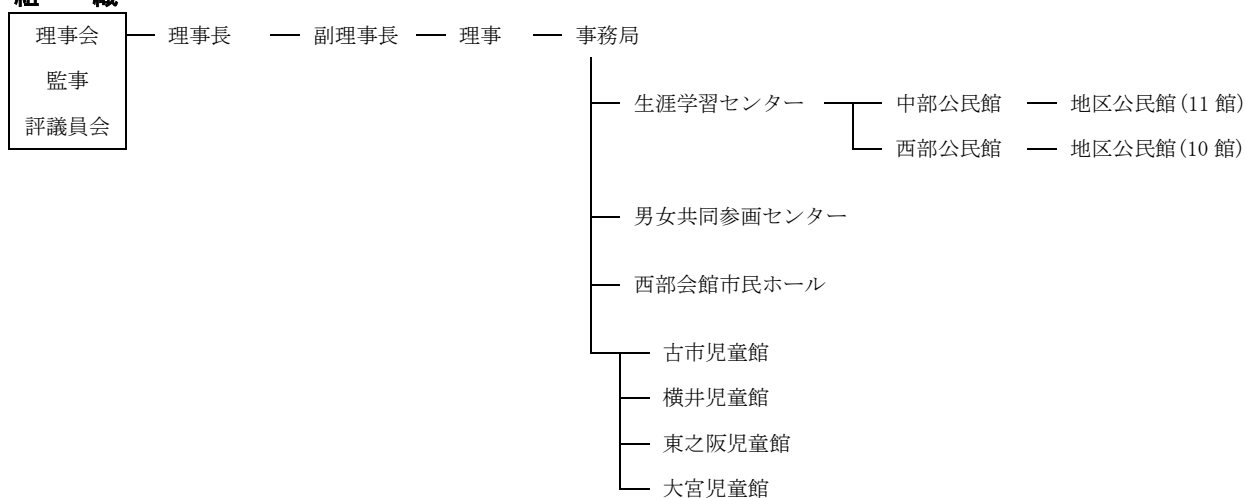 組 織
理事会 理事長 副理事長 理事 事務局
監事
評議員会
生涯学習センター 中部公民館 地区公民館(11 館)
西部公民館 地区公民館(10 館)
男女共同参画センター
西部会館市民ホール
古市児童館
横井児童館
東之阪児童館
大宮児童館